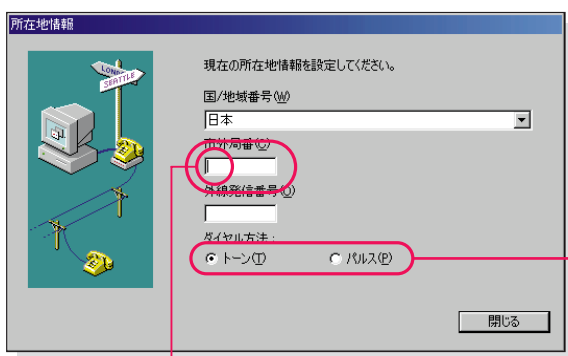 所在地情報
LONDON
SEATTLE
現在の所在地情報を設定してください。
国/地域番号(W)
日本
市外局番(C)
外線発信番号(O)
ダイヤル方法:
トーン(T) パルス(P)
閉じる